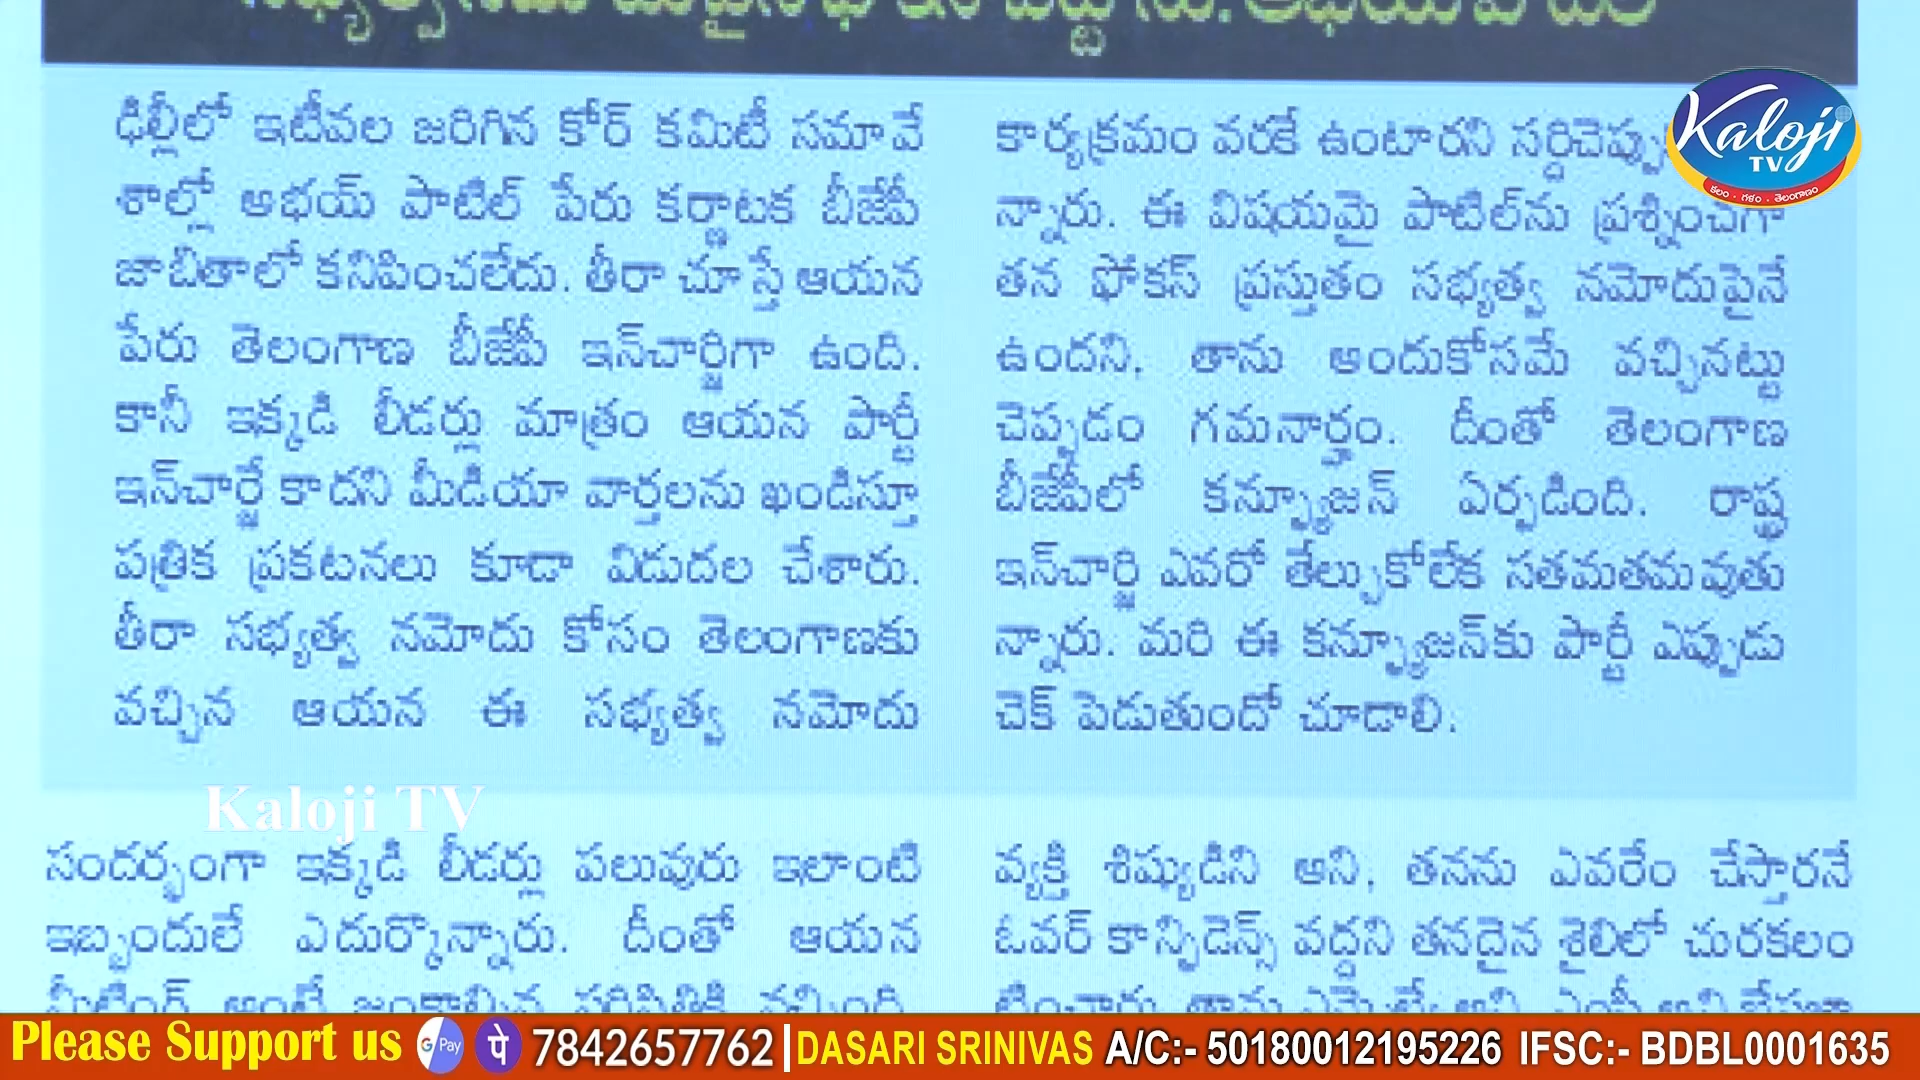 ఢిల్లీలో ఇటీవల జరిగిన కోర్ కమిటీ సమావే
శాల్లో అభయ్ పాటిల్ పేరు కర్ణాటక బీజేపీ
జాబితాలో కనిపించలేదు. తీరా చూస్తే ఆయన
పేరు తెలంగాణ బీజేపీ ఇన్‌చార్జిగా ఉంది.
కానీ ఇక్కడి లీడర్లు మాత్రం ఆయన పార్టీ
ఇన్‌చార్జే కాదని మీడియా వార్తలను ఖండిస్తూ
పత్రిక ప్రకటనలు కూడా విడుదల చేశారు.
తీరా సభ్యత్వ నమోదు కోసం తెలంగాణకు
వచ్చిన ఆయన ఈ సభ్యత్వ నమోదు
కార్యక్రమం వరకే ఉంటారని సర్దిచెప్పు
న్నారు. ఈ విషయమై పాటిల్‌ను ప్రశ్నించగా
తన ఫోకస్ ప్రస్తుతం సభ్యత్వ నమోదుపైనే
ఉందని, తాను అందుకోసమే వచ్చినట్టు
చెప్పడం గమనార్హం. దీంతో తెలంగాణ
బీజేపీలో కన్ఫ్యూజన్ ఏర్పడింది. రాష్ట్ర
ఇన్‌చార్జి ఎవరో తేల్చుకోలేక సతమతమవుతు
న్నారు. మరి ఈ కన్ఫ్యూజన్‌కు పార్టీ ఎప్పుడు
చెక్ పెడుతుందో చూడాలి.
సందర్భంగా ఇక్కడి లీడర్లు పలువురు ఇలాంటి
ఇబ్బందులే ఎదుర్కొన్నారు. దీంతో ఆయన
వ్యక్తి శిష్యుడిని అని, తనను ఎవరేం చేస్తారనే
ఓవర్ కాన్ఫిడెన్స్ వద్దని తనదైన శైలిలో చురకలం
Kaloji
TV
కలం - గళం - తెలంగాణం
Kaloji TV
Please Support us G Pay पे 7842657762 | DASARI SRINIVAS A/C:- 50180012195226 IFSC:- BDBL0001635